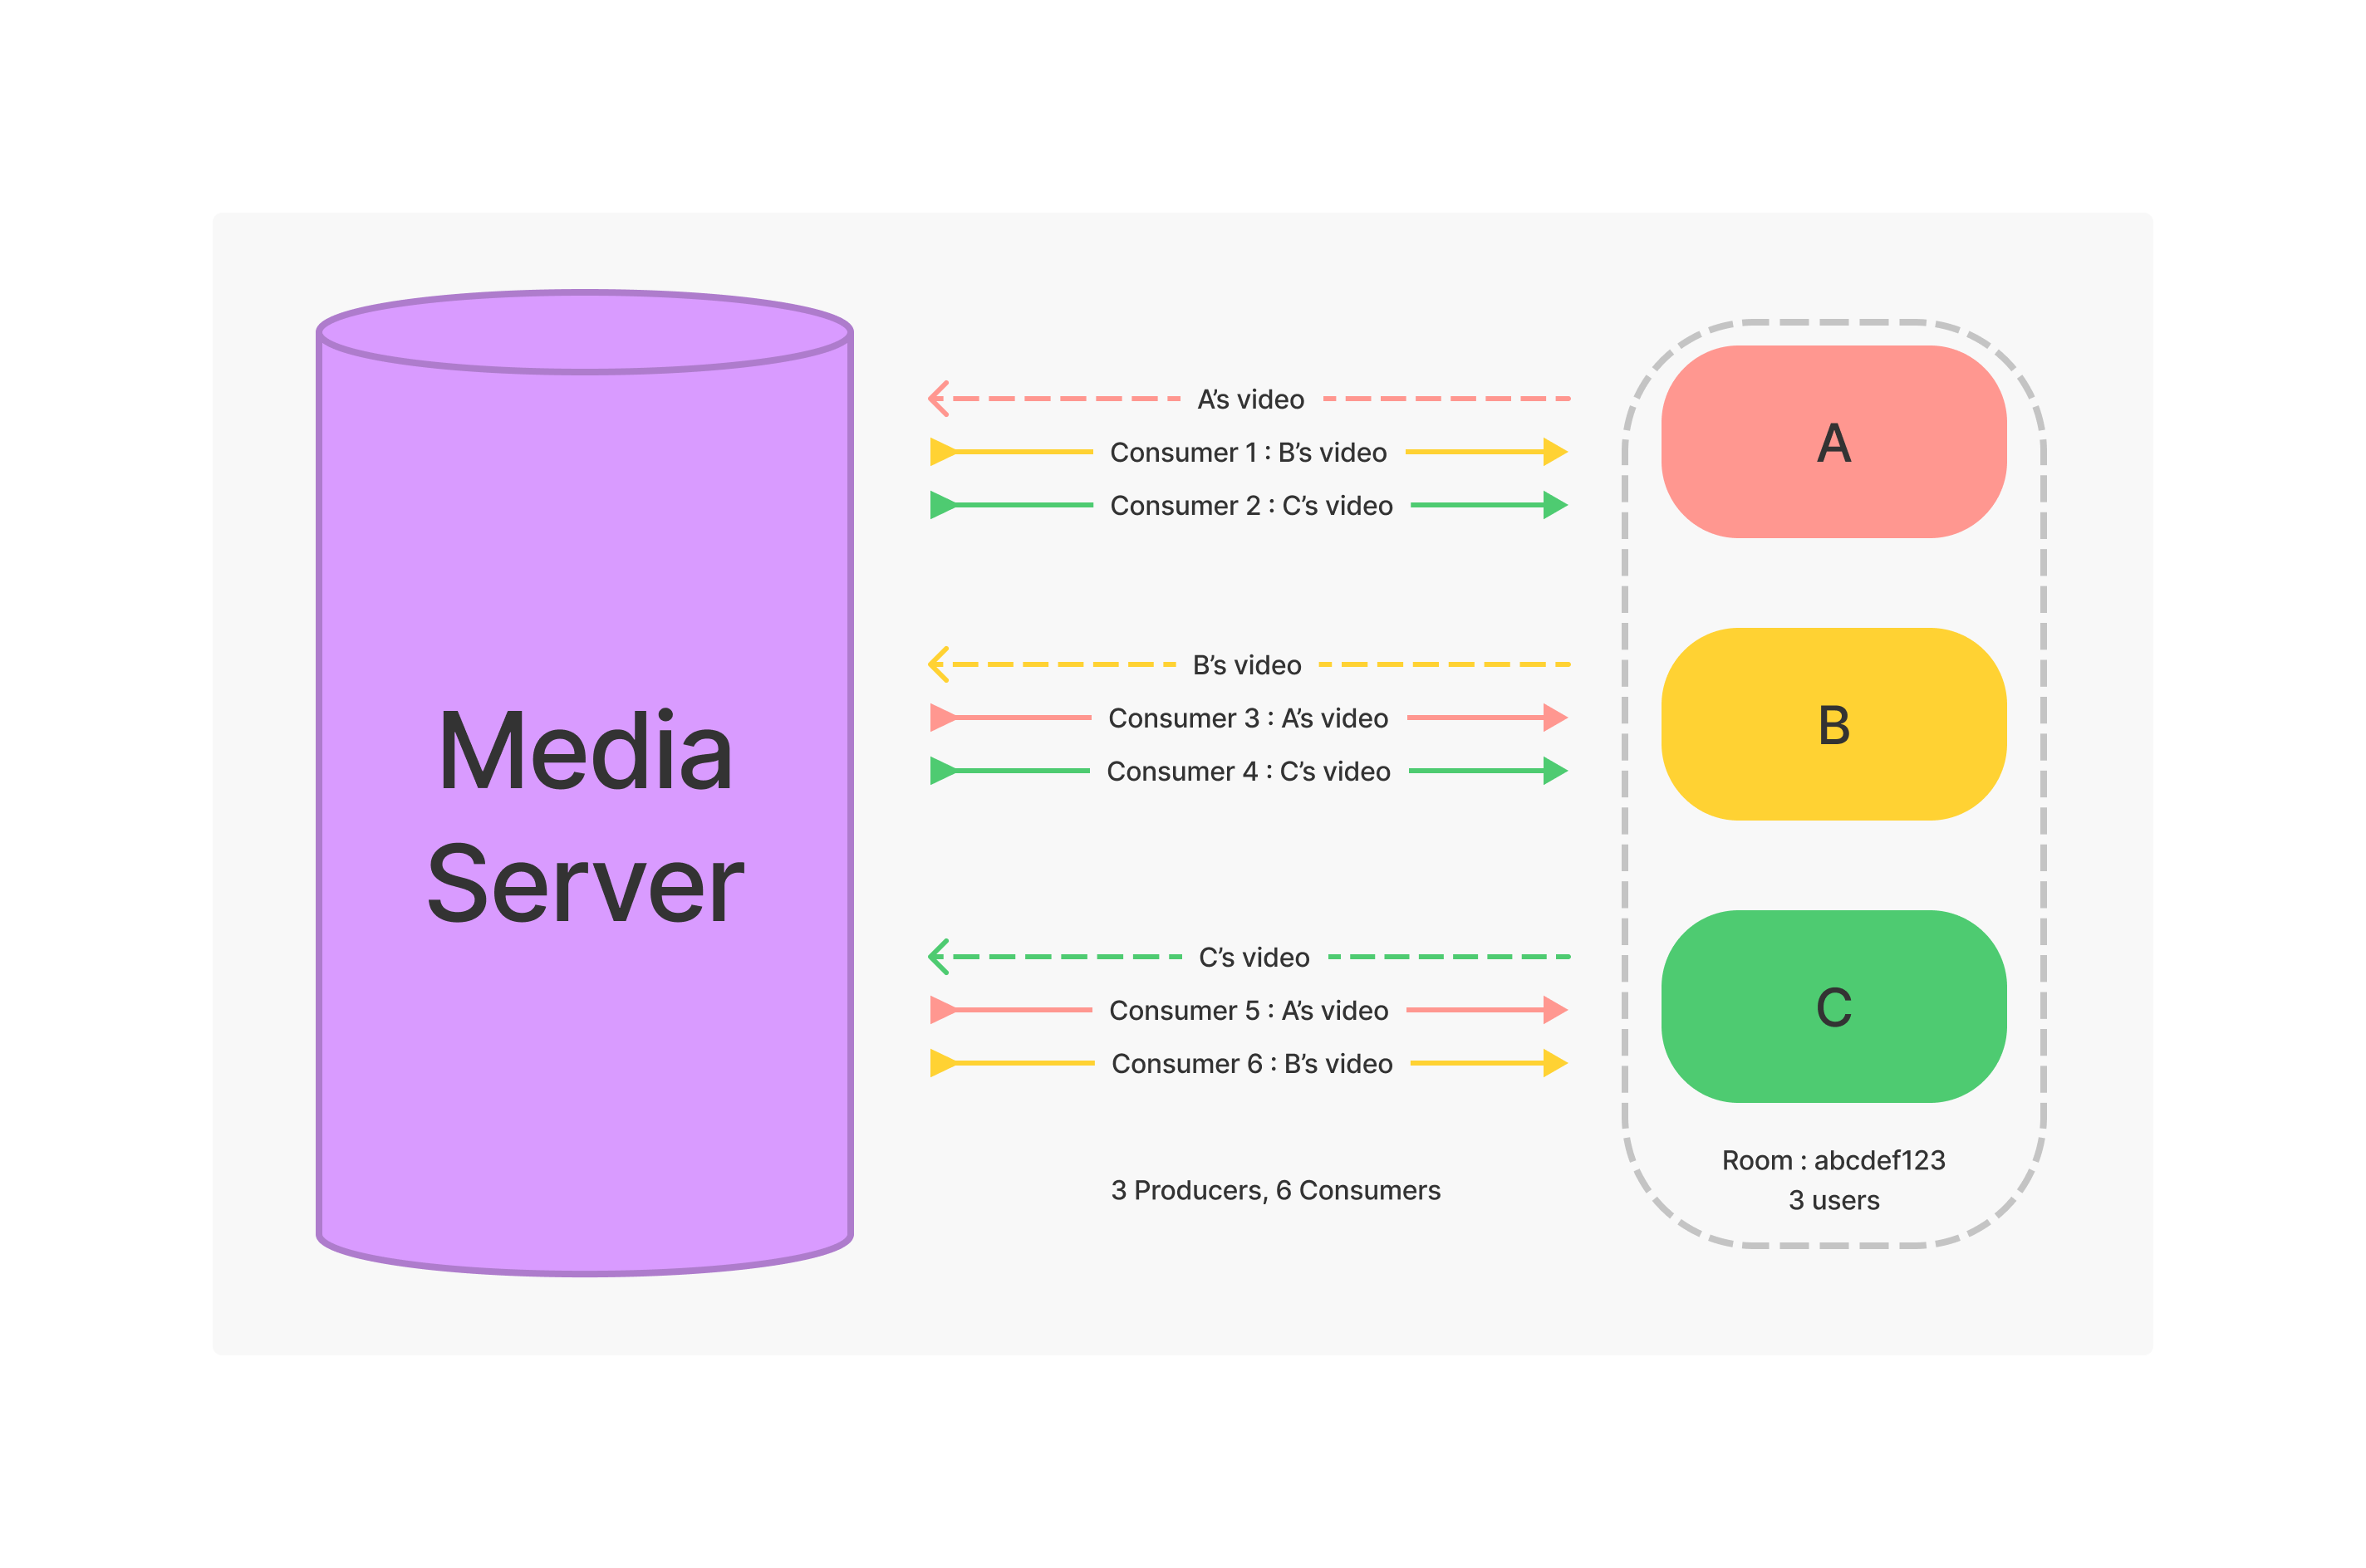 Media
Server
A’s video
Consumer 1 : B’s video
Consumer 2 : C’s video
B’s video
Consumer 3 : A’s video
Consumer 4 : C’s video
C’s video
Consumer 5 : A’s video
Consumer 6 : B’s video
3 Producers, 6 Consumers
A
B
C
Room : abcdef123
3 users